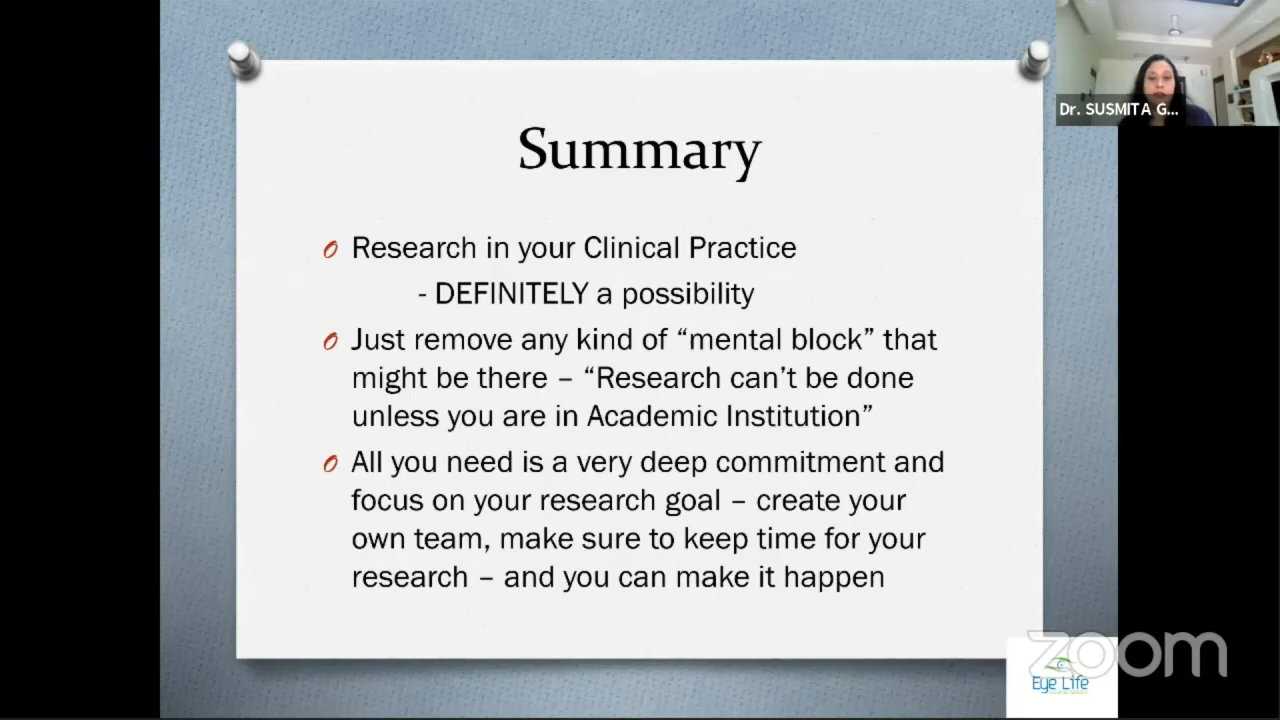 Summary
Research in your Clinical Practice
- DEFINITELY a possibility
Just remove any kind of “mental block” that
might be there – “Research can’t be done
unless you are in Academic Institution”
All you need is a very deep commitment and
focus on your research goal – create your
own team, make sure to keep time for your
research – and you can make it happen
Dr. SUSMITA G...
zoom
Eye Life